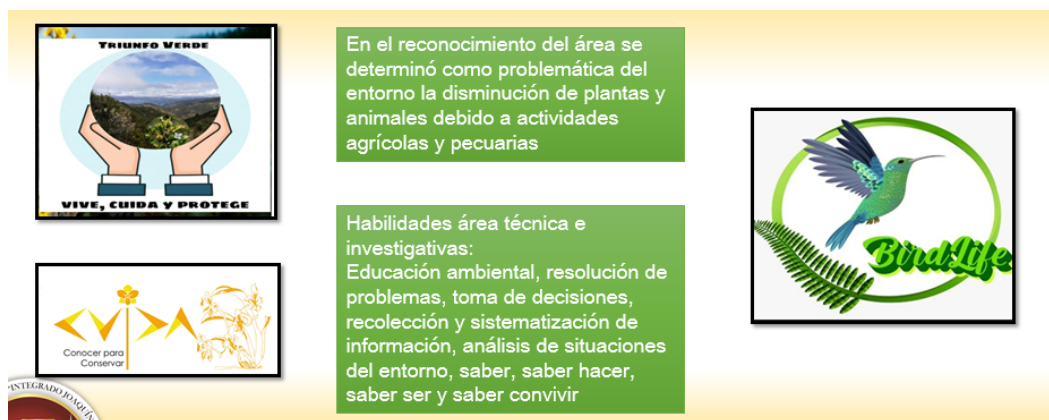 TRIUNFO VERDE
VIVE, CUIDA Y PROTEGE
En el reconocimiento del área se
determinó como problemática del
entorno la disminución de plantas y
animales debido a actividades
agrícolas y pecuarias
BirdLife
Conocer para
Conservar
Habilidades área técnica e
investigativas:
Educación ambiental, resolución de
problemas, toma de decisiones,
recolección y sistematización de
información, análisis de situaciones
del entorno, saber, saber hacer,
saber ser y saber convivir
INTEGRADO